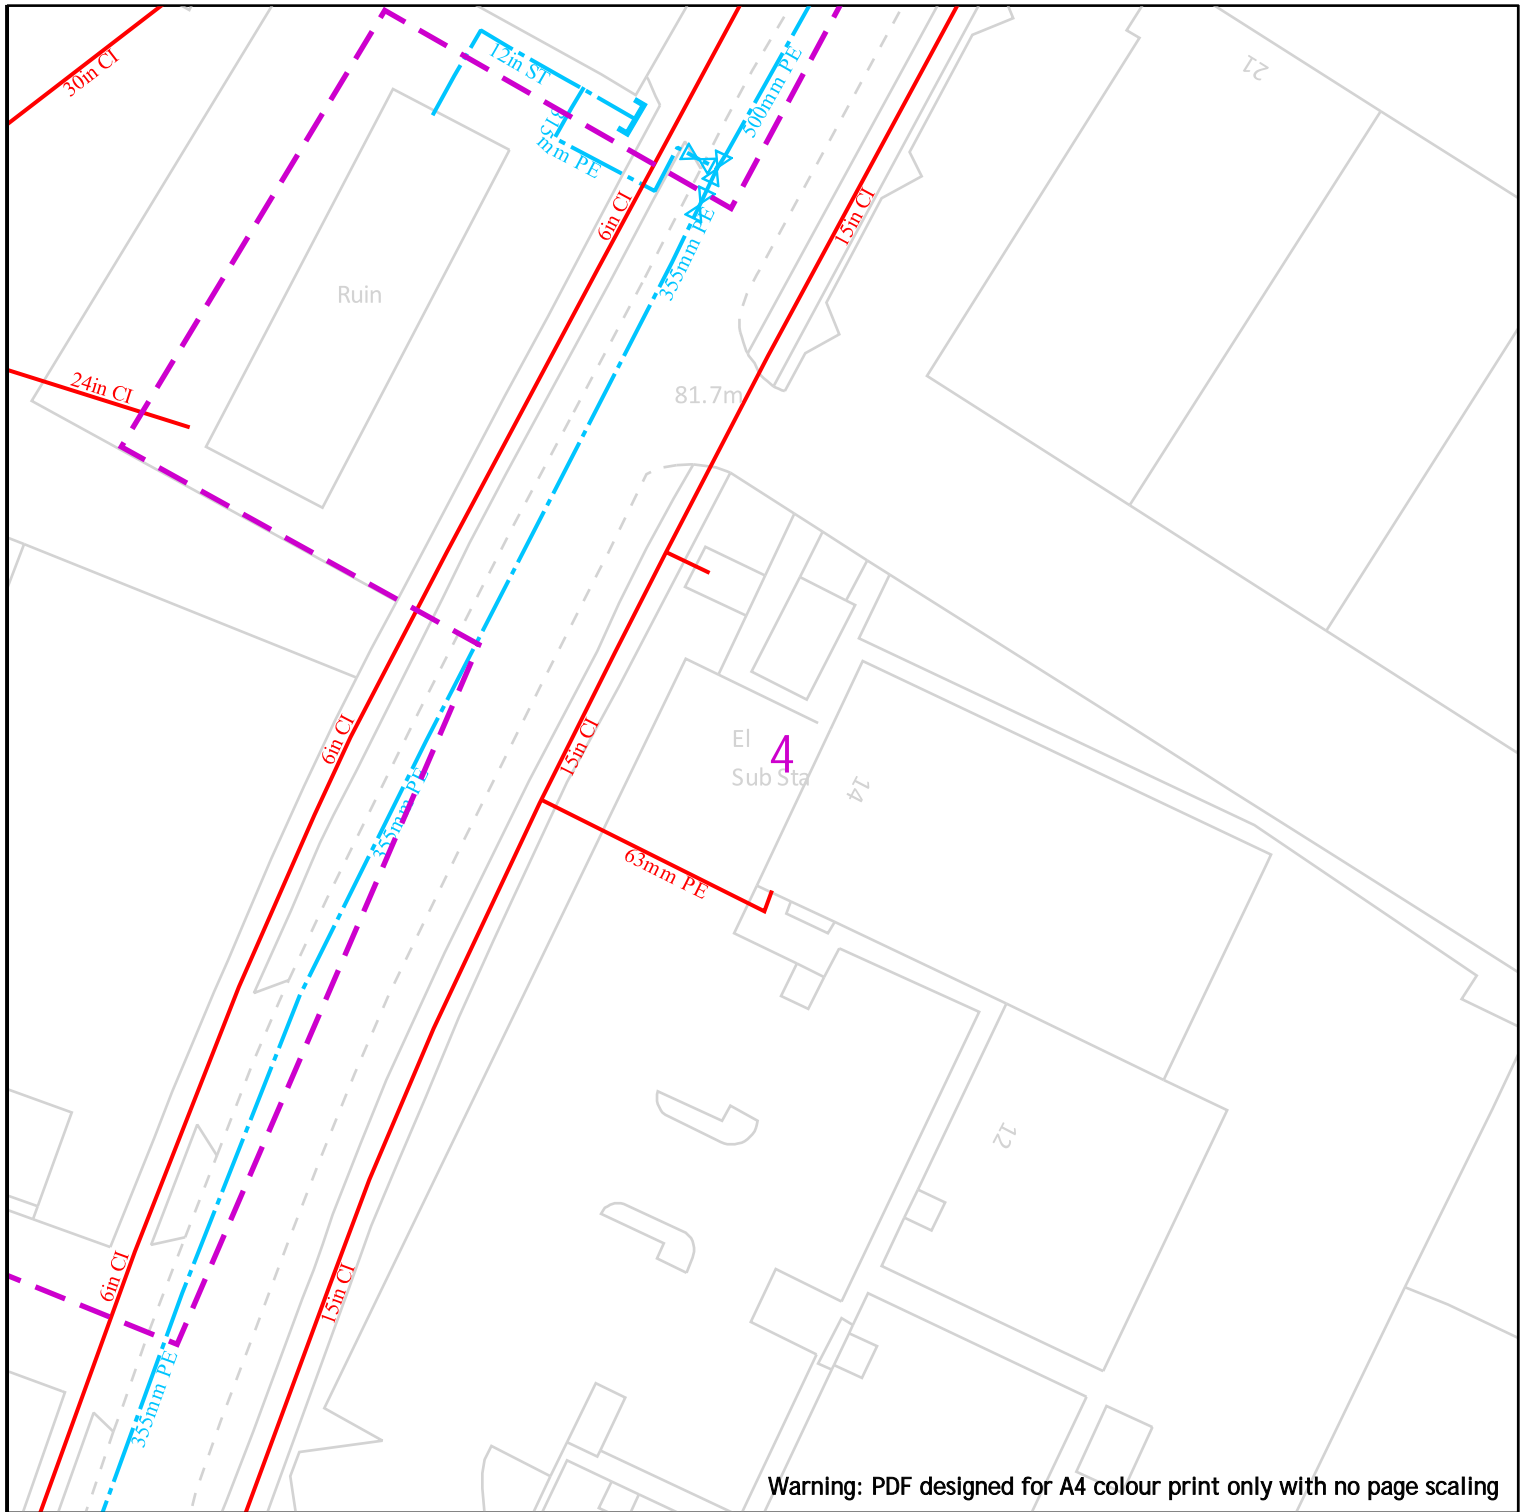 30in CI
12in ST
500mm PE
21
315
mm PE
6in CI
15in CI
355mm PE
Ruin
24in CI
81.7m
6in CI
15in CI
El
Sub Sta
4
14
355mm PE
63mm PE
12
6in CI
15in CI
355mm PE
Warning: PDF designed for A4 colour print only with no page scaling